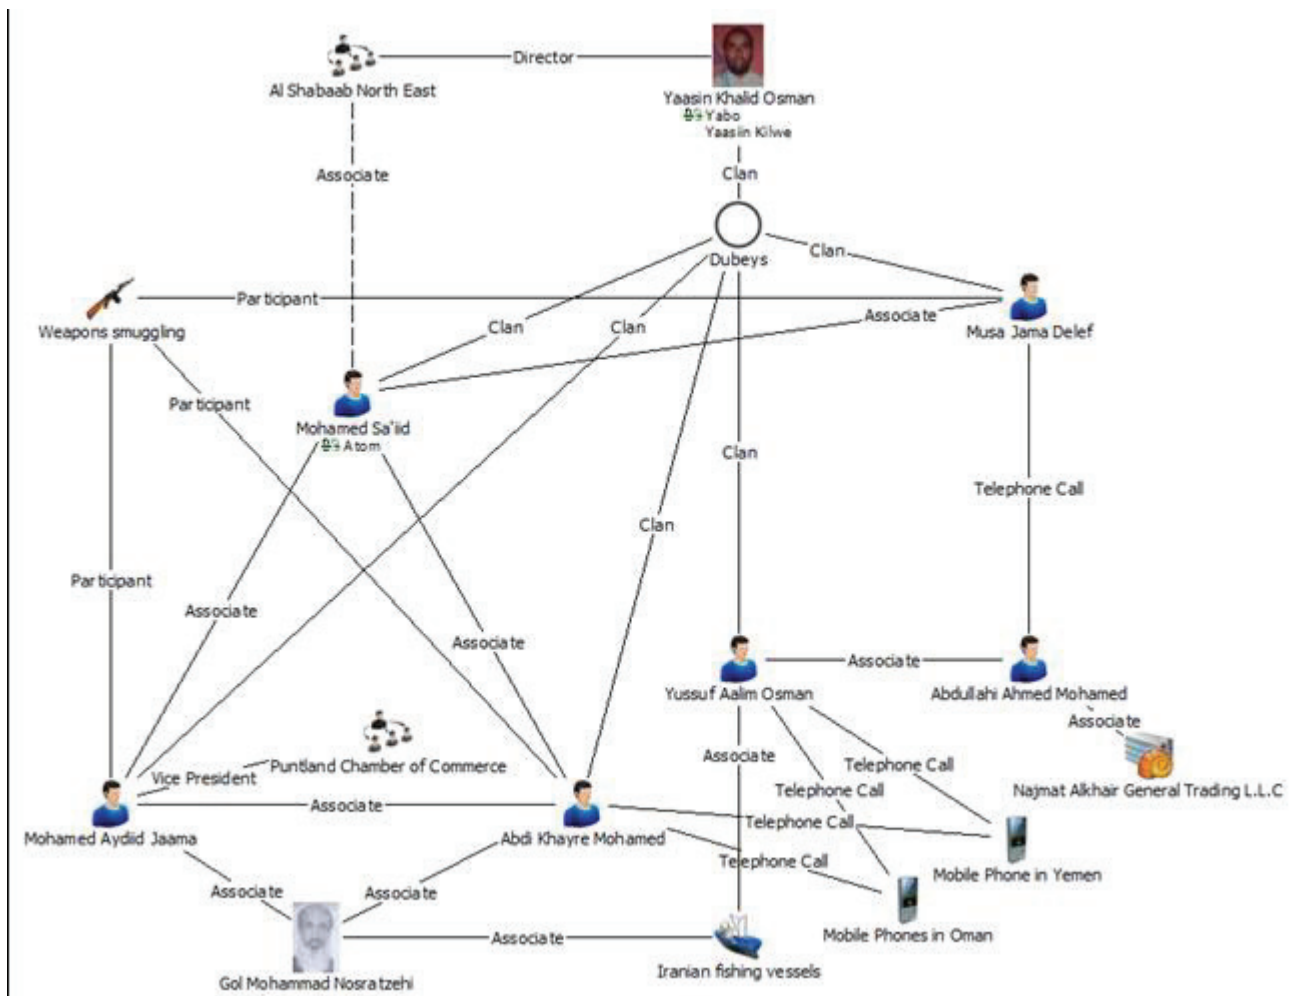 Director
Al Shabaab North East
Yaasin Khalid Osman
Yabo
Yaasiin Kilwe
Associate
Clan
Dubeys
Clan
Participant
Weapons smuggling
Clan
Clan
Associate
Musa Jama Delef
Participant
Mohamed Sa'iid
Atom
Clan
Telephone Call
Clan
Participant
Associate
Associate
Associate
Yussuf Aalim Osman
Abdullahi Ahmed Mohamed
Associate
Associate
Puntland Chamber of Commerce
Vice President
Telephone Call
Telephone Call
Najmat Alkhair General Trading L.L.C
Associate
Telephone Call
Mohamed Aydiid Jaama
Abdi Khayre Mohamed
Telephone Call
Mobile Phone in Yemen
Associate
Associate
Mobile Phones in Oman
Associate
Iranian fishing vessels
Gol Mohammad Nosratzehi